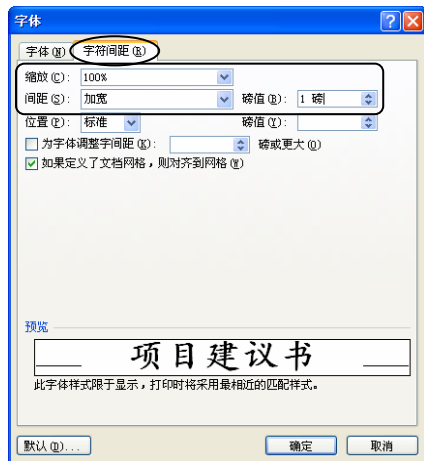 字体
字体(N) 字符间距(R)
缩放(C): 100%
间距(S): 加宽 磅值(B): 1 磅
位置(P): 标准 磅值(Y):
为字体调整字间距(K): 磅或更大(O)
如果定义了文档网格，则对齐到网格(W)
预览
项目建议书
此字体样式限于显示，打印时将采用最相近的匹配样式。
默认(D)... 确定 取消